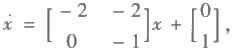 ẋ = [ −2 −2 ; 0 −1 ] x + [ 0 ; 1 ] ,